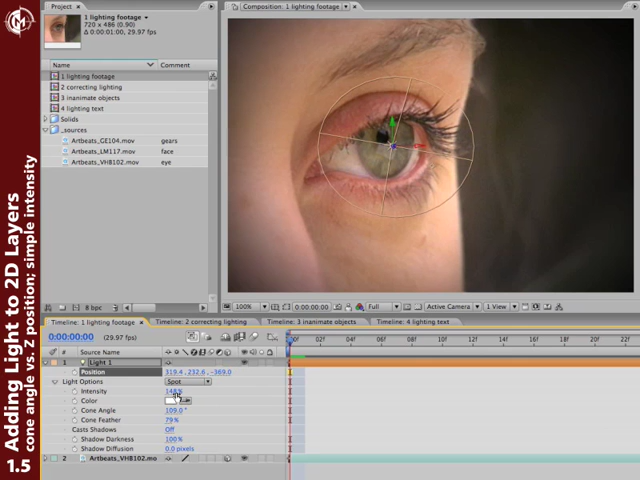 Adding Light to 2D Layers
cone angle vs. Z position; simple intensity
1.5
Project
1 lighting footage
720 x 486 (0.90)
Δ 0:00:01:00, 29.97 fps
Name
Comment
1 lighting footage
2 correcting lighting
3 inanimate objects
4 lighting text
Solids
_sources
Artbeats_GE104.mov gears
Artbeats_LM117.mov face
Artbeats_VHB102.mov eye
8 bpc
Composition: 1 lighting footage
100%
0:00:00:00
Full
Active Camera
1 View
Timeline: 1 lighting footage
Timeline: 2 correcting lighting
Timeline: 3 inanimate objects
Timeline: 4 lighting text
0:00:00:00
(29.97 fps)
# Source Name
02f 04f 06f 08f 10f 12f 14f 16f 18f 20f 22f
1 Light 1
Position 319.4, 232.6, -369.0
Light Options Spot
Intensity
Color
Cone Angle 109.0 °
Cone Feather 79%
Casts Shadows Off
Shadow Darkness 100%
Shadow Diffusion 0.0 pixels
2 Artbeats_VHB102.mo